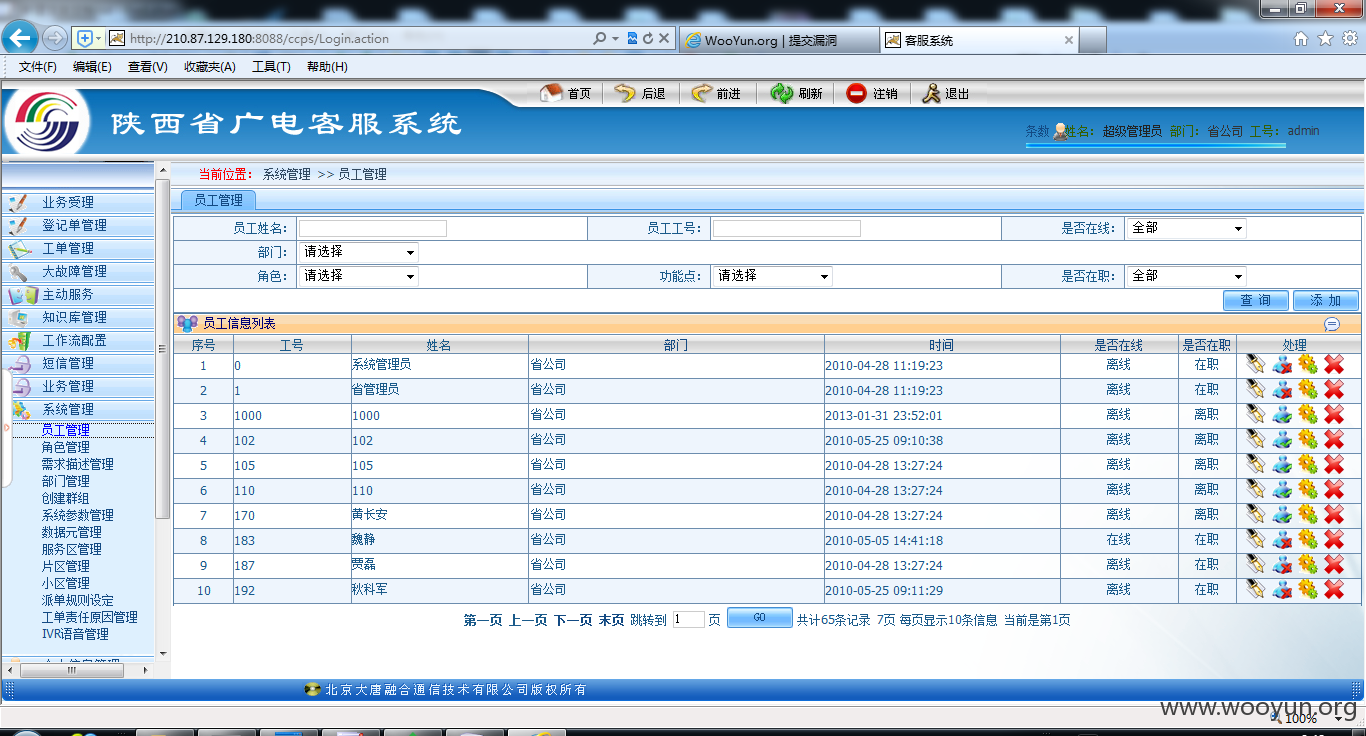 http://210.87.129.180:8088/ccps/Login.action
WooYun.org | 提交漏洞
客服系统
文件(F) 编辑(E) 查看(V) 收藏夹(A) 工具(T) 帮助(H)
首页 后退 前进 刷新 注销 退出
陕西省广电客服系统
条数 姓名: 超级管理员 部门: 省公司 工号: admin
当前位置: 系统管理 >> 员工管理
业务受理
登记单管理
工单管理
大故障管理
主动服务
知识库管理
工作流配置
短信管理
业务管理
系统管理
员工管理
角色管理
需求描述管理
部门管理
创建群组
系统参数管理
数据元管理
服务区管理
片区管理
小区管理
派单规则设定
工单责任原因管理
IVR语音管理
员工管理
员工姓名: 员工工号: 是否在线: 全部
部门: 请选择
角色: 请选择 功能点: 请选择 是否在职: 全部
查 询 添 加
员工信息列表
序号 工号 姓名 部门 时间 是否在线 是否在职 处理
1 0 系统管理员 省公司 2010-04-28 11:19:23 离线 在职
2 1 省管理员 省公司 2010-04-28 11:19:23 离线 在职
3 1000 1000 省公司 2013-01-31 23:52:01 离线 离职
4 102 102 省公司 2010-05-25 09:10:38 离线 离职
5 105 105 省公司 2010-04-28 13:27:24 离线 离职
6 110 110 省公司 2010-04-28 13:27:24 离线 离职
7 170 黄长安 省公司 2010-04-28 13:27:24 离线 离职
8 183 魏静 省公司 2010-05-05 14:41:18 在线 在职
9 187 贾磊 省公司 2010-04-28 13:27:24 离线 在职
10 192 秋科军 省公司 2010-05-25 09:11:29 离线 在职
第一页 上一页 下一页 末页 跳转到 1 页 GO 共计65条记录 7页 每页显示10条信息 当前是第1页
北京大唐融合通信技术有限公司版权所有
www.wooyun.org
100%